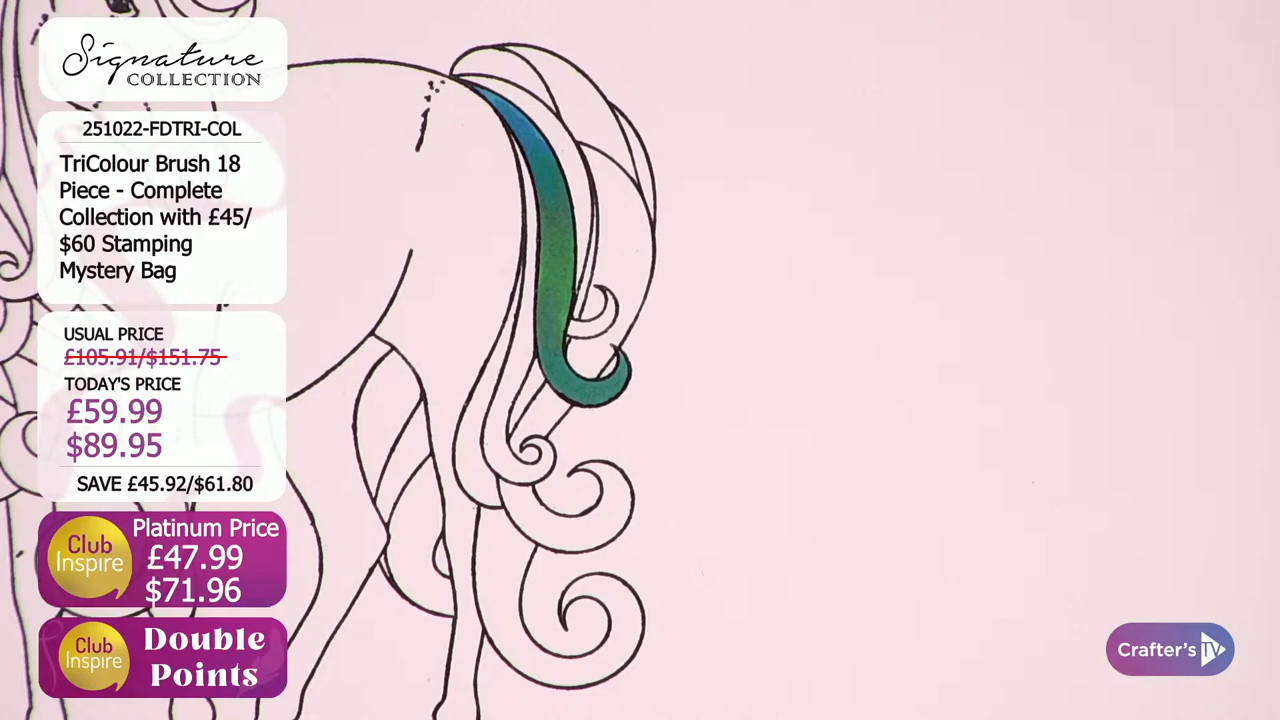 Signature
COLLECTION
251022-FDTRI-COL
TriColour Brush 18
Piece - Complete
Collection with £45/
$60 Stamping
Mystery Bag
USUAL PRICE
£105.91/$151.75
TODAY'S PRICE
£59.99
$89.95
SAVE £45.92/$61.80
Club
Inspire
Platinum Price
£47.99
$71.96
Club
Inspire
Double
Points
Crafter's TV